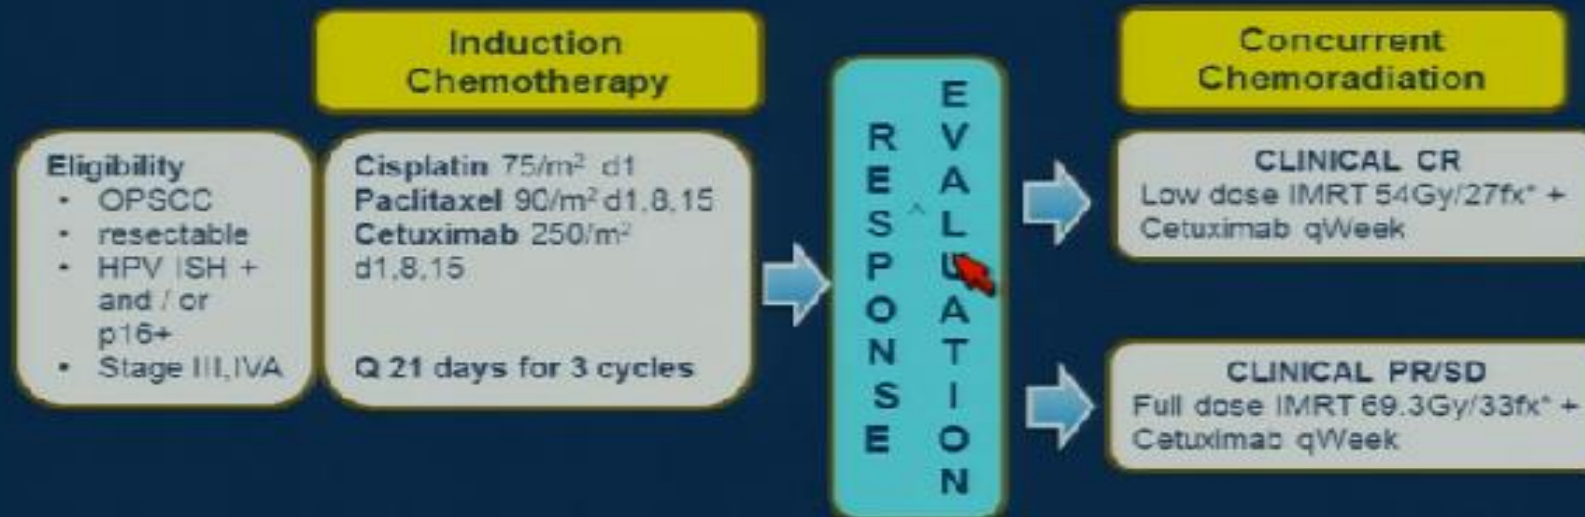 Induction
Chemotherapy
Concurrent
Chemoradiation
Eligibility
• OPSCC
• resectable
• HPV ISH +
and / or
p16+
• Stage III,IVA
Cisplatin 75/m² d1
Paclitaxel 90/m² d1,8,15
Cetuximab 250/m²
d1,8,15
Q 21 days for 3 cycles
RESPONSE
EVALUATION
CLINICAL CR
Low dose IMRT 54Gy/27fx* +
Cetuximab qWeek
CLINICAL PR/SD
Full dose IMRT 69.3Gy/33fx* +
Cetuximab qWeek